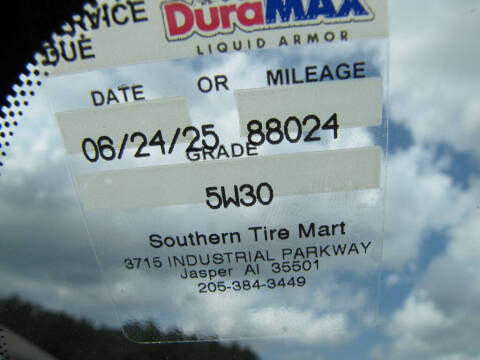 SERVICE
DUE
DuraMAX
LIQUID ARMOR
DATE OR MILEAGE
06/24/25 88024
GRADE
5W30
Southern Tire Mart
3715 INDUSTRIAL PARKWAY
Jasper Al 35501
205-384-3449